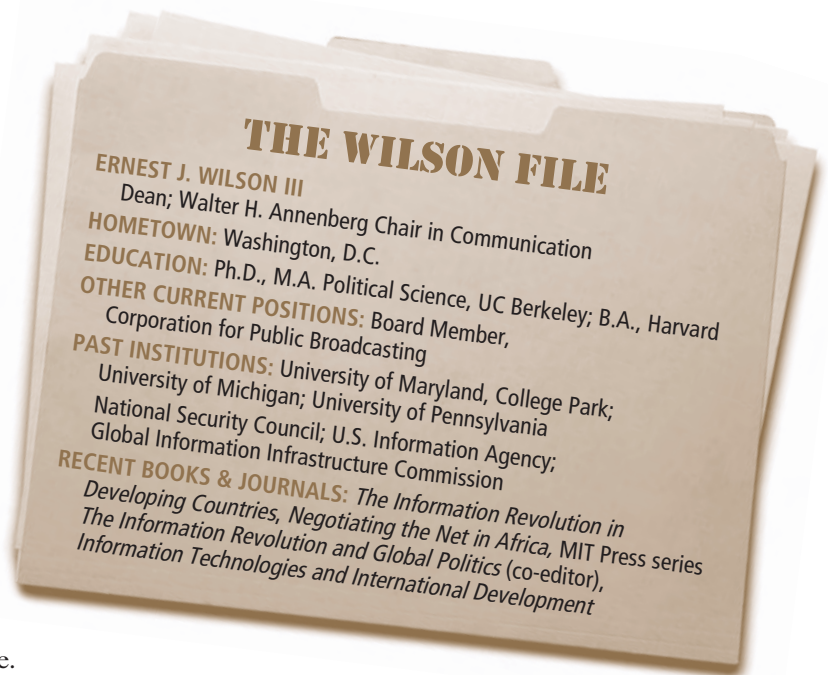 THE WILSON FILE
ERNEST J. WILSON III
Dean; Walter H. Annenberg Chair in Communication
HOMETOWN: Washington, D.C.
EDUCATION: Ph.D., M.A. Political Science, UC Berkeley; B.A., Harvard
OTHER CURRENT POSITIONS: Board Member,
Corporation for Public Broadcasting
PAST INSTITUTIONS: University of Maryland, College Park;
University of Michigan; University of Pennsylvania
National Security Council; U.S. Information Agency;
Global Information Infrastructure Commission
RECENT BOOKS & JOURNALS: The Information Revolution in
Developing Countries, Negotiating the Net in Africa, MIT Press series
The Information Revolution and Global Politics (co-editor),
Information Technologies and International Development
e.